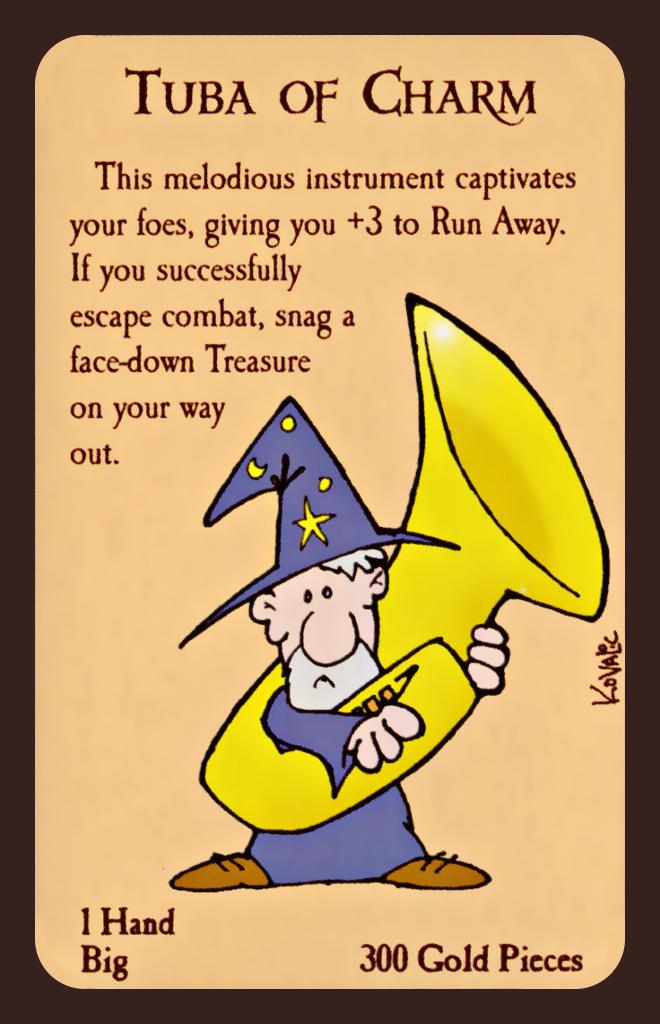 Tuba of Charm
This melodious instrument captivates
your foes, giving you +3 to Run Away.
If you successfully
escape combat, snag a
face-down Treasure
on your way
out.
Kovalic
1 Hand
Big
300 Gold Pieces